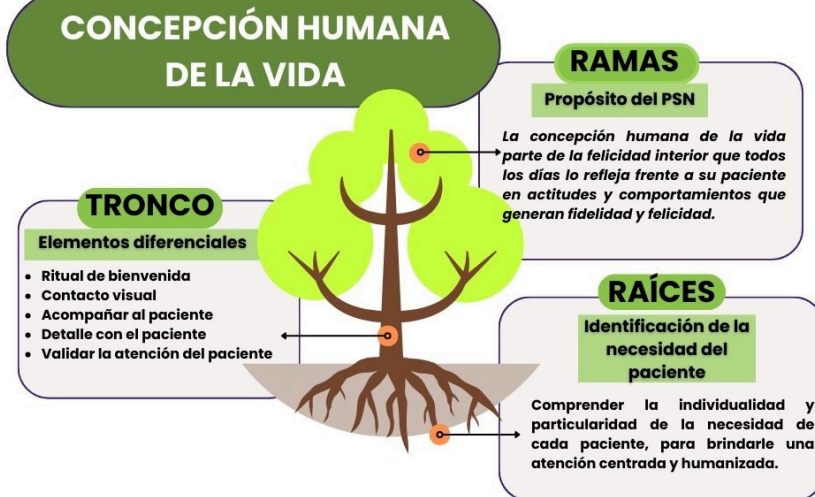 CONCEPCIÓN HUMANA
DE LA VIDA
RAMAS
Propósito del PSN
La concepción humana de la vida
parte de la felicidad interior que todos
los días lo refleja frente a su paciente
en actitudes y comportamientos que
generan fidelidad y felicidad.
TRONCO
Elementos diferenciales
• Ritual de bienvenida
• Contacto visual
• Acompañar al paciente
• Detalle con el paciente
• Validar la atención del paciente
RAÍCES
Identificación de la
necesidad del
paciente
Comprender la individualidad y
particularidad de la necesidad de
cada paciente, para brindarle una
atención centrada y humanizada.